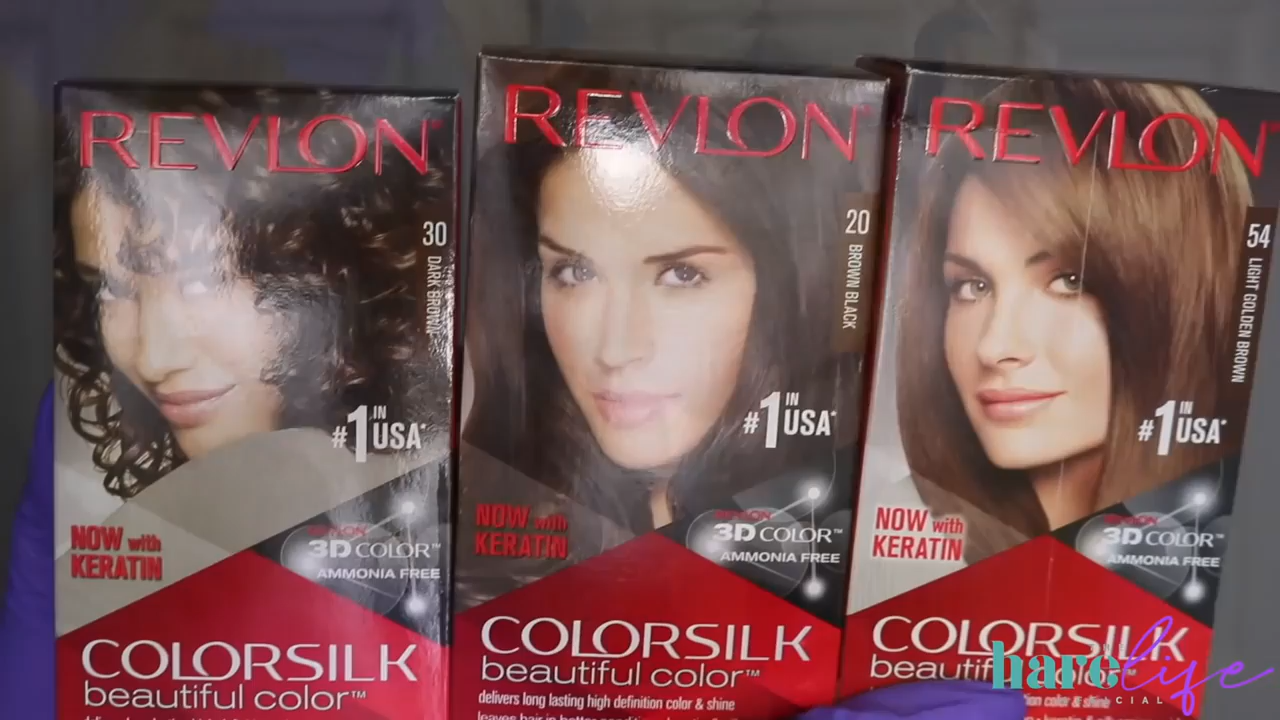 REVLON
30
DARK BROWN
#1 IN USA*
NOW with
KERATIN
REVLON
3D COLOR™
AMMONIA FREE
COLORSILK
beautiful color™
REVLON
20
BROWN BLACK
#1 IN USA*
NOW with
KERATIN
REVLON
3D COLOR™
AMMONIA FREE
COLORSILK
beautiful color™
delivers long lasting high definition color & shine
REVLON
54
LIGHT GOLDEN BROWN
#1 IN USA*
NOW with
KERATIN
REVLON
3D COLOR™
AMMONIA FREE
COLORSILK
beautiful color™
color & shine
hare life